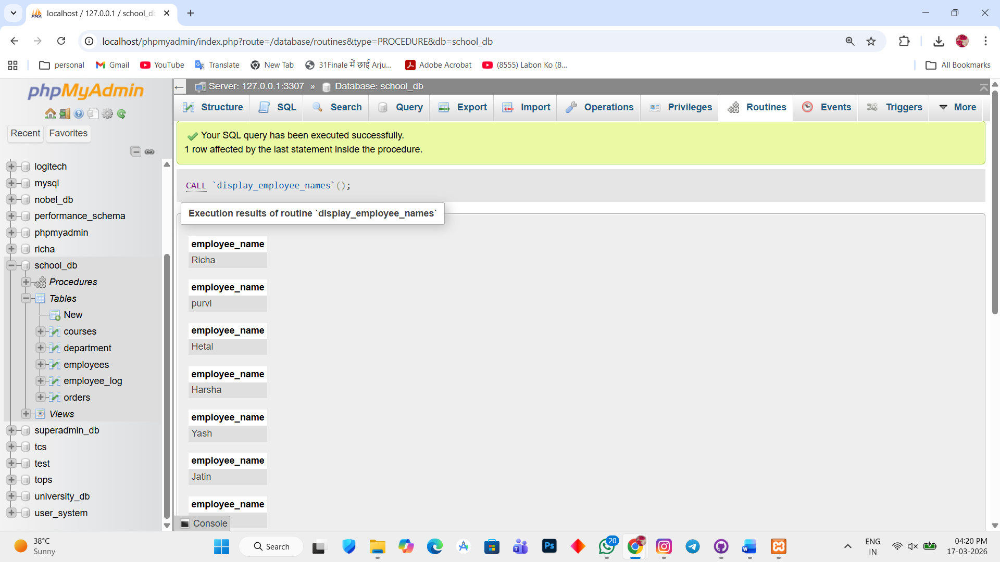 localhost / 127.0.0.1 / school_d
localhost/phpmyadmin/index.php?route=/database/routines&type=PROCEDURE&db=school_db
personal
Gmail
YouTube
Translate
New Tab
31Finale में छाई Arju...
Adobe Acrobat
(8555) Labon Ko (8...
All Bookmarks
phpMyAdmin
Server: 127.0.0.1:3307 » Database: school_db
Structure
SQL
Search
Query
Export
Import
Operations
Privileges
Routines
Events
Triggers
More
Recent
Favorites
logitech
mysql
nobel_db
performance_schema
phpmyadmin
richa
school_db
Procedures
Tables
New
courses
department
employees
employee_log
orders
Views
superadmin_db
tcs
test
tops
university_db
user_system
Your SQL query has been executed successfully.
1 row affected by the last statement inside the procedure.
CALL `display_employee_names`();
Execution results of routine `display_employee_names`
employee_name
Richa
employee_name
purvi
employee_name
Hetal
employee_name
Harsha
employee_name
Yash
employee_name
Jatin
employee_name
Console
38°C
Sunny
Search
Ps
20
ENG
IN
04:20 PM
17-03-2026